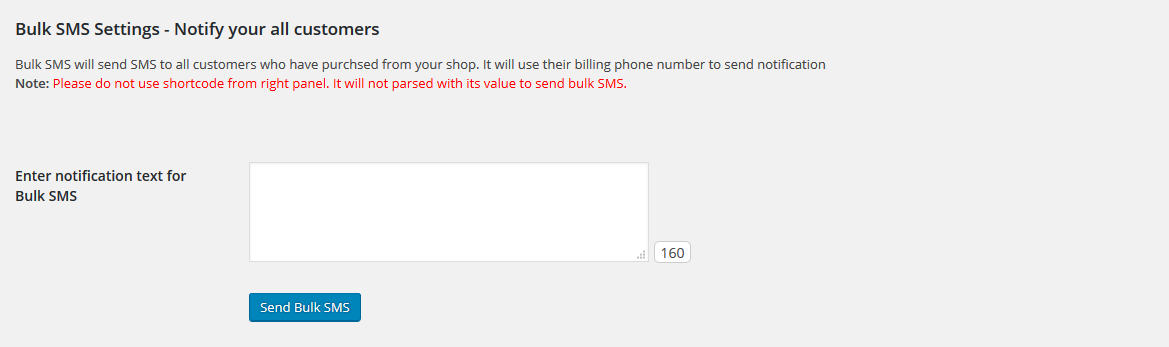 Bulk SMS Settings - Notify your all customers
Bulk SMS will send SMS to all customers who have purchsed from your shop. It will use their billing phone number to send notification
Note: Please do not use shortcode from right panel. It will not parsed with its value to send bulk SMS.
Enter notification text for
Bulk SMS
160
Send Bulk SMS